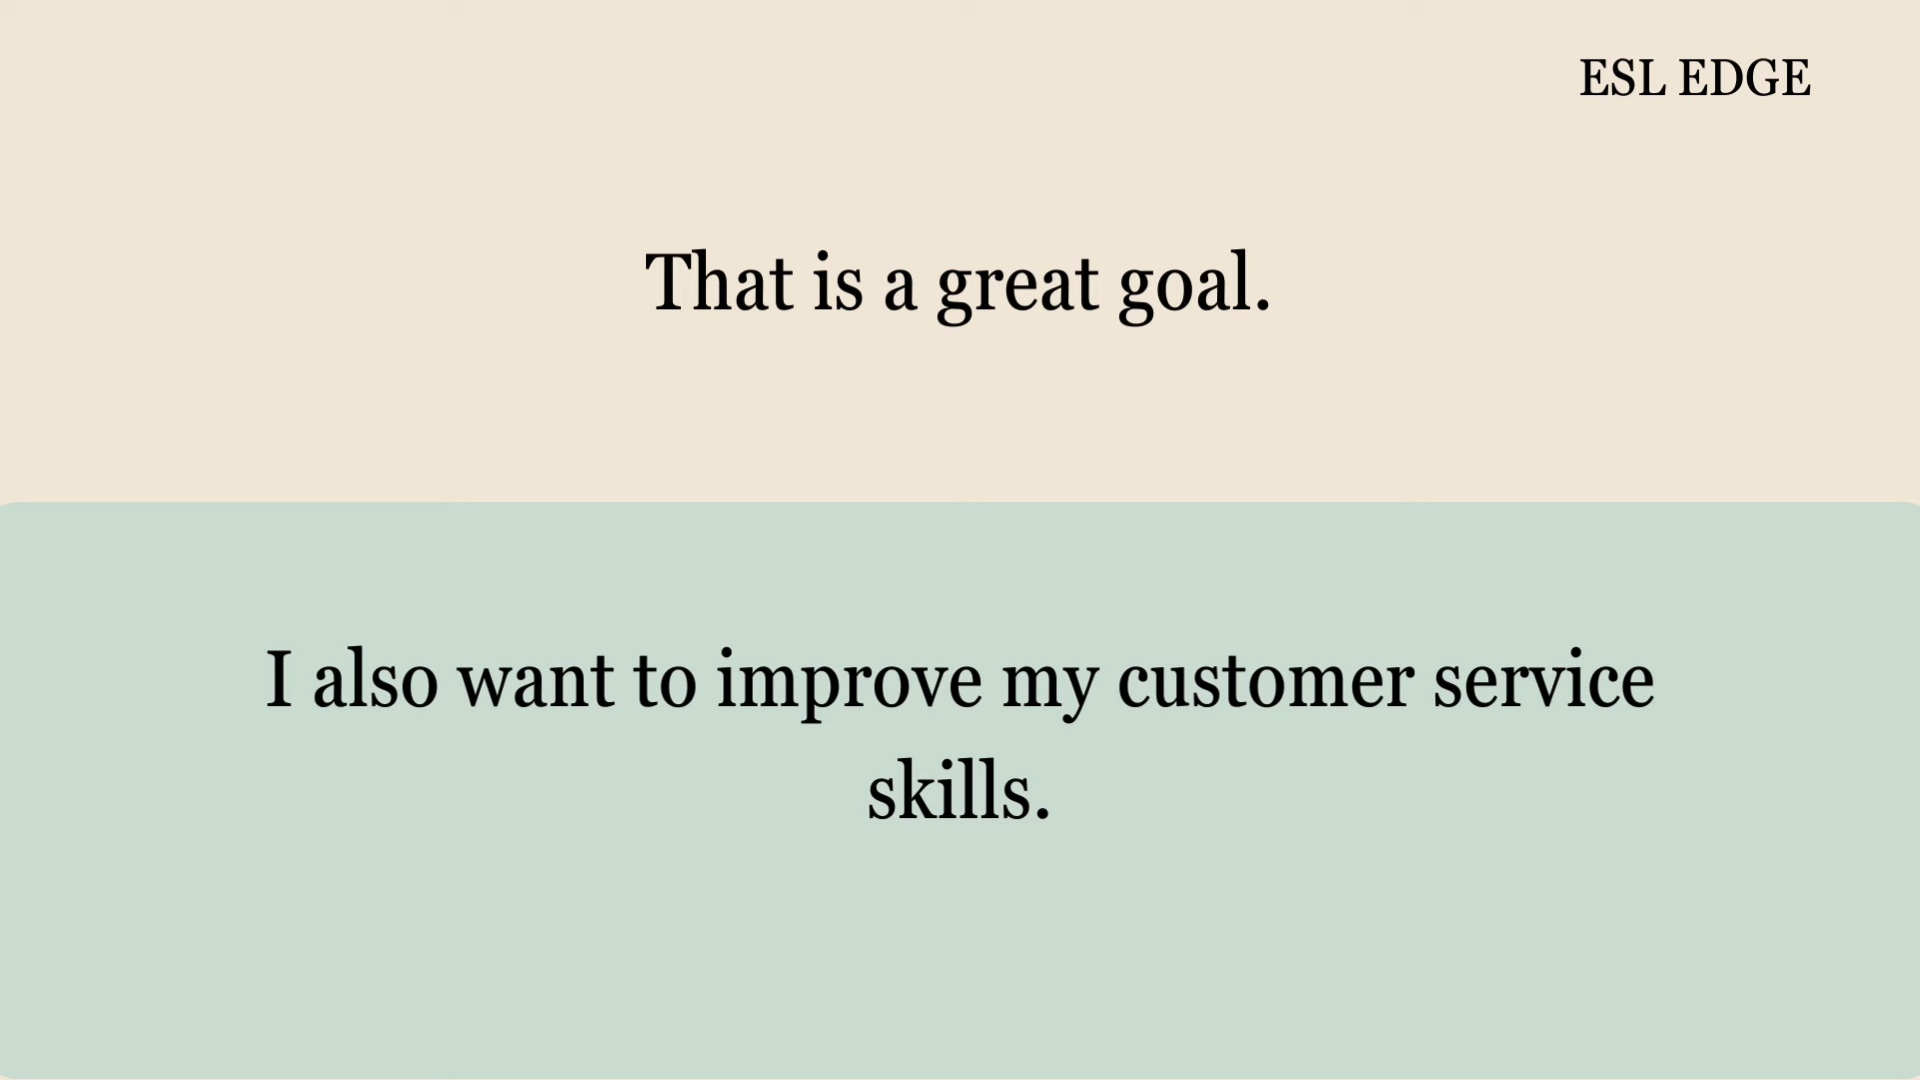 ESL EDGE
That is a great goal.
I also want to improve my customer service
skills.